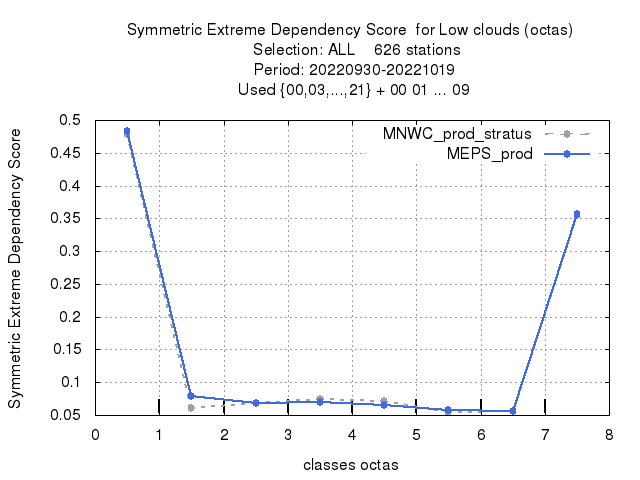 Symmetric Extreme Dependency Score  for Low clouds (octas)
Selection: ALL    626 stations
Period: 20220930-20221019
Used {00,03,...,21} + 00 01 ... 09
Symmetric Extreme Dependency Score
0.5
0.45
0.4
0.35
0.3
0.25
0.2
0.15
0.1
0.05
MNWC_prod_stratus
MEPS_prod
0 1 2 3 4 5 6 7 8
classes octas